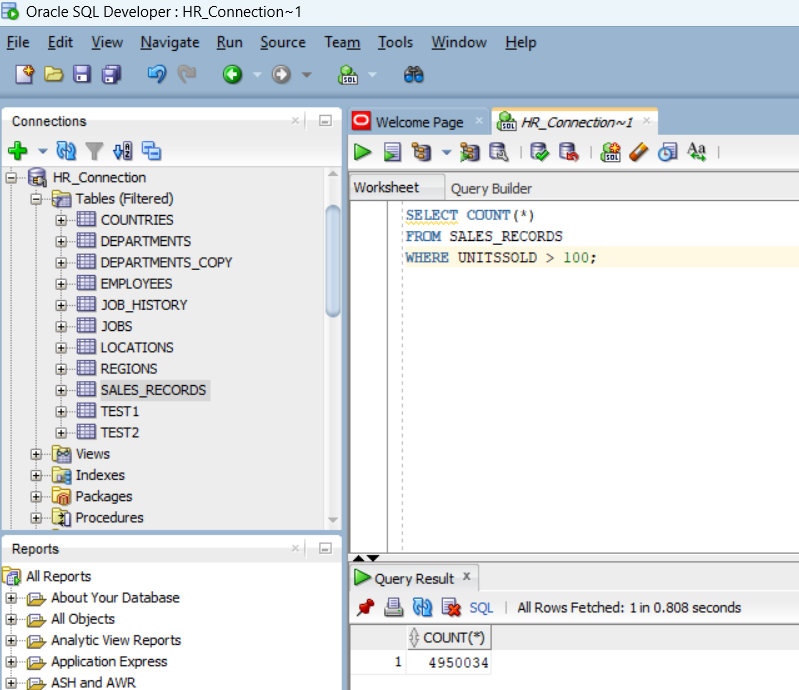 Oracle SQL Developer : HR_Connection~1
File Edit View Navigate Run Source Team Tools Window Help
SQL
Connections
HR_Connection
Tables (Filtered)
COUNTRIES
DEPARTMENTS
DEPARTMENTS_COPY
EMPLOYEES
JOB_HISTORY
JOBS
LOCATIONS
REGIONS
SALES_RECORDS
TEST1
TEST2
Views
Indexes
Packages
Procedures
Reports
All Reports
About Your Database
All Objects
Analytic View Reports
Application Express
ASH and AWR
Welcome Page HR_Connection~1
Worksheet Query Builder
SELECT COUNT(*)
FROM SALES_RECORDS
WHERE UNITSSOLD > 100;
Query Result
SQL | All Rows Fetched: 1 in 0.808 seconds
COUNT(*)
1 4950034